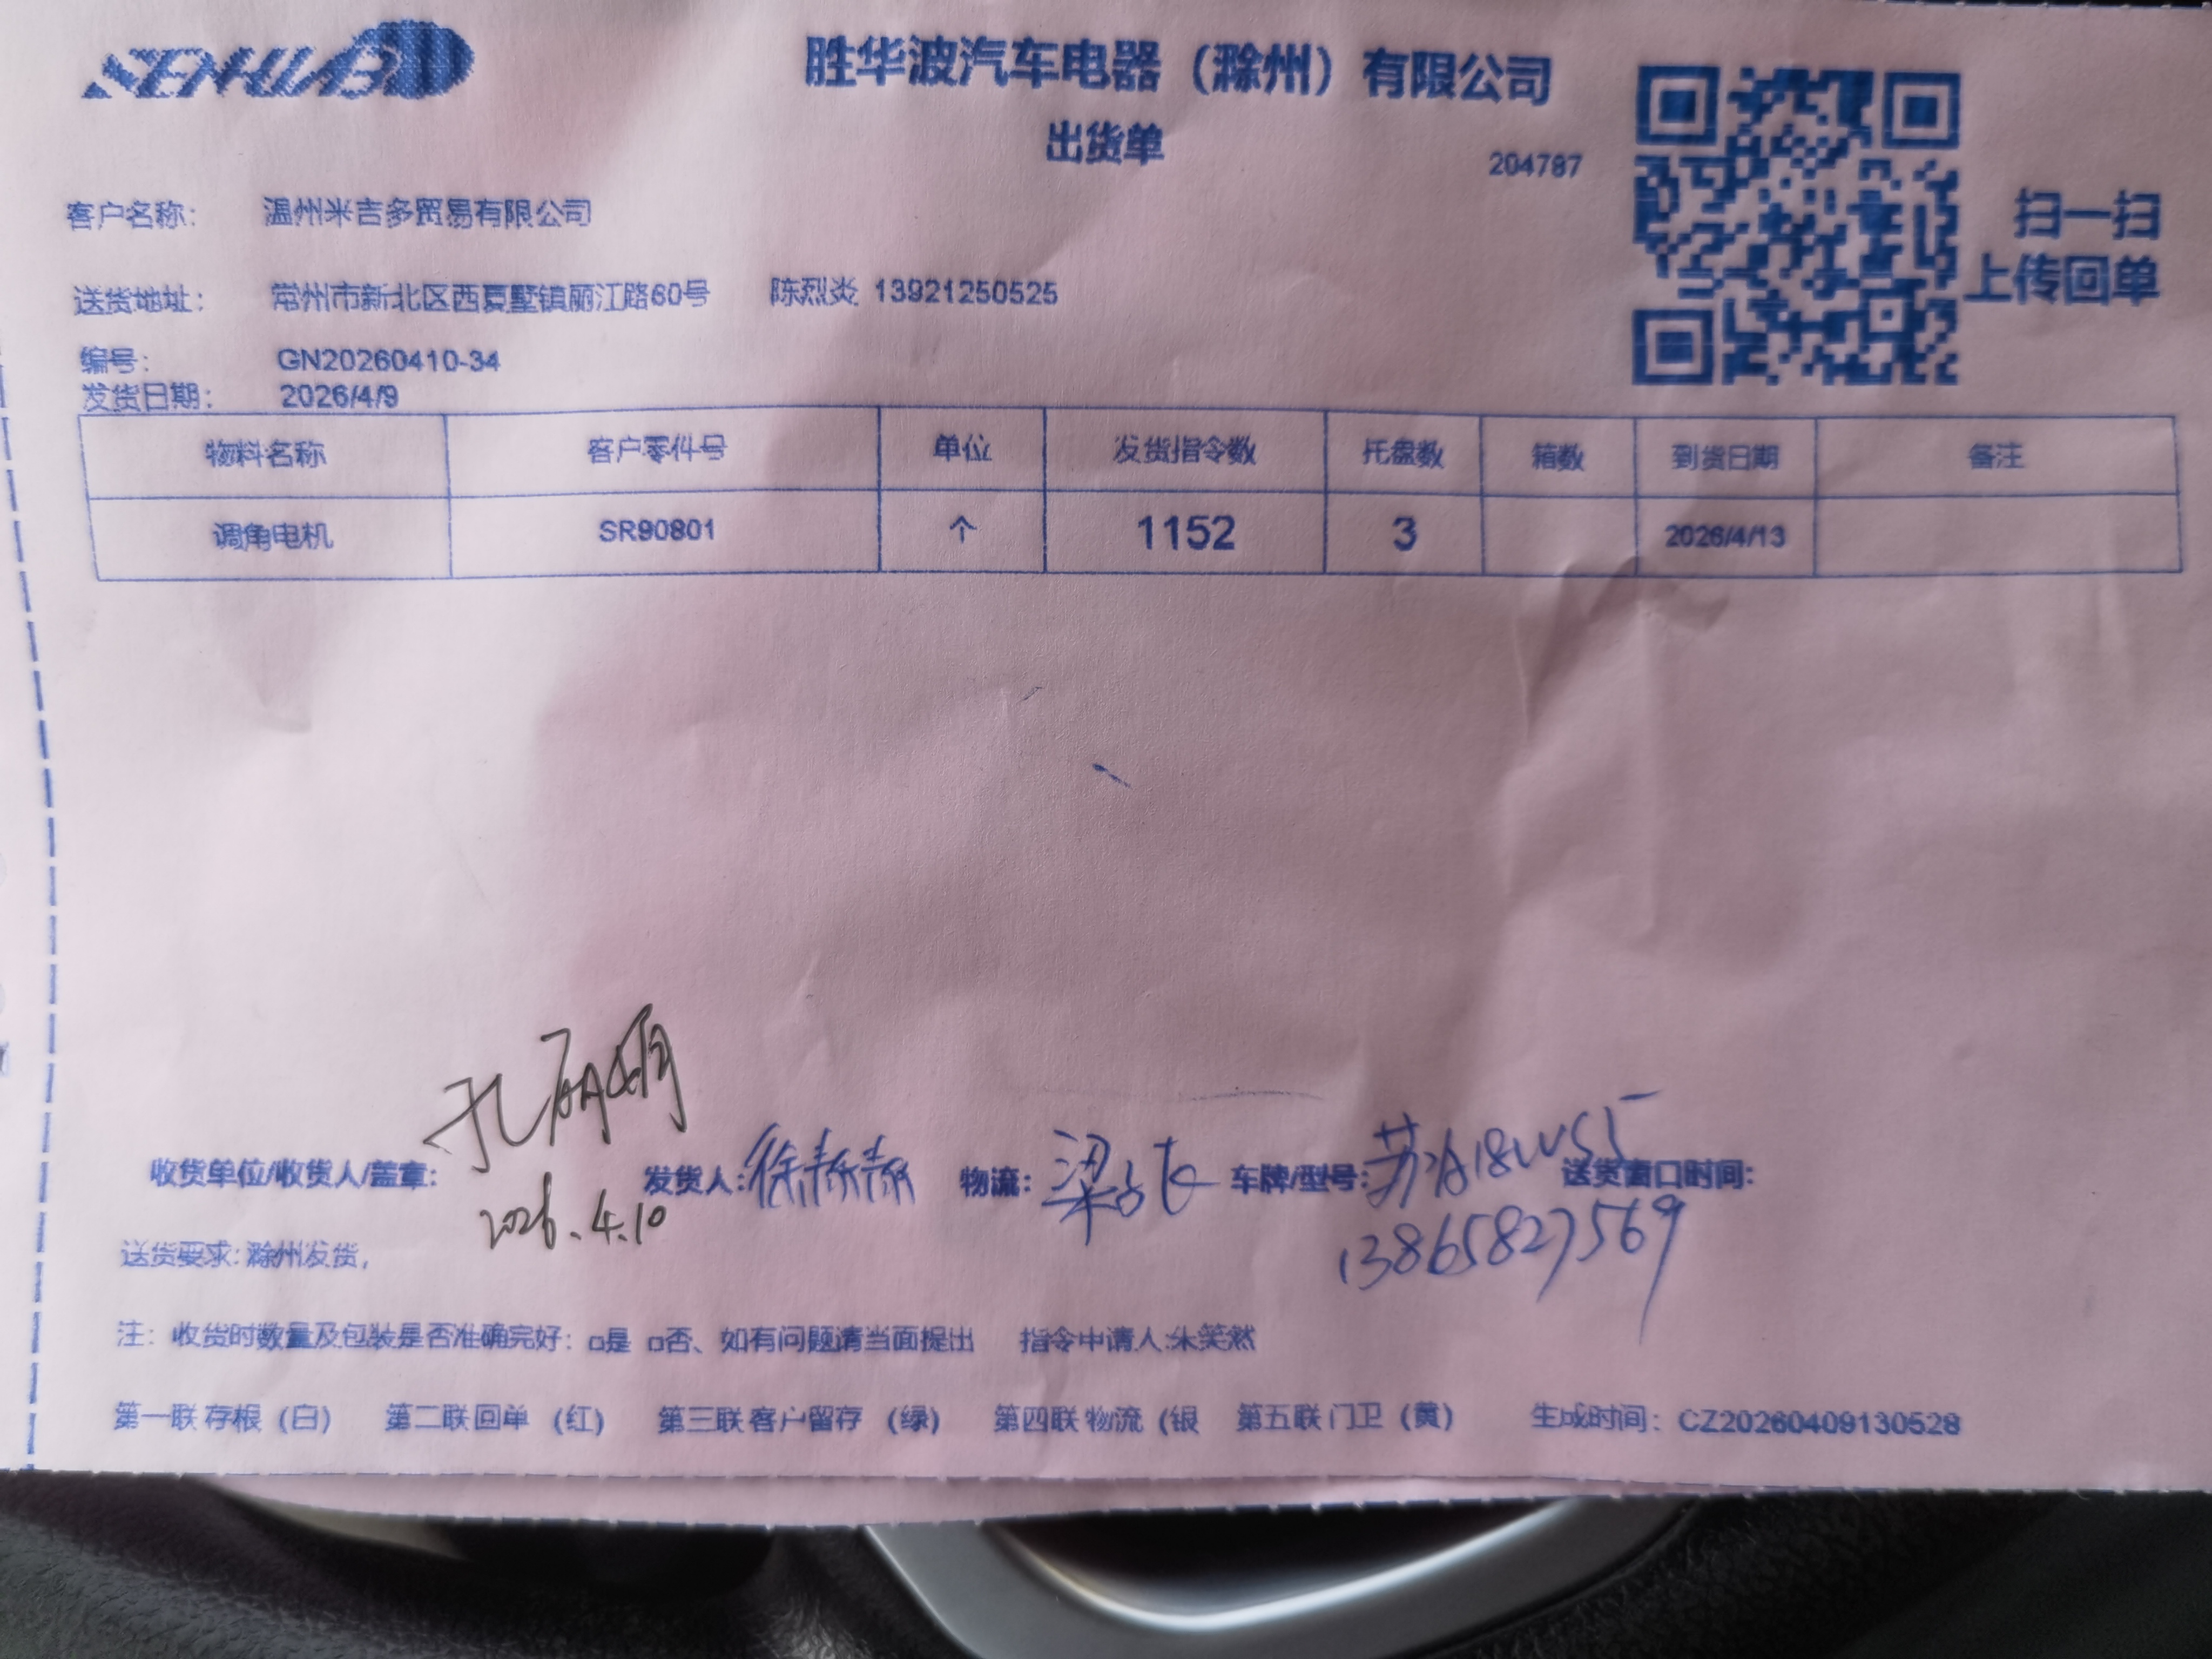 SENHUABO
胜华波汽车电器（滁州）有限公司
出货单
204787
扫一扫
上传回单
客户名称： 温州米吉多贸易有限公司
送货地址： 常州市新北区西夏墅镇丽江路60号 陈烈炎 13921250525
编号： GN20260410-34
发货日期： 2026/4/9
物料名称 客户零件号 单位 发货指令数 托盘数 箱数 到货日期 备注
调角电机 SR90801 个 1152 3 2026/4/13
收货单位/收货人/盖章： 孔 发货人：徐静静 物流：梁 车牌/型号： 送货窗口时间：
2026.4.10 13865827569
送货要求:滁州发货，
注：收货时数量及包装是否准确完好：□是 □否、如有问题请当面提出 指令申请人:朱笑然
第一联存根（白） 第二联回单（红） 第三联客户留存（绿） 第四联物流（银 第五联门卫（黄） 生成时间：CZ20260409130528